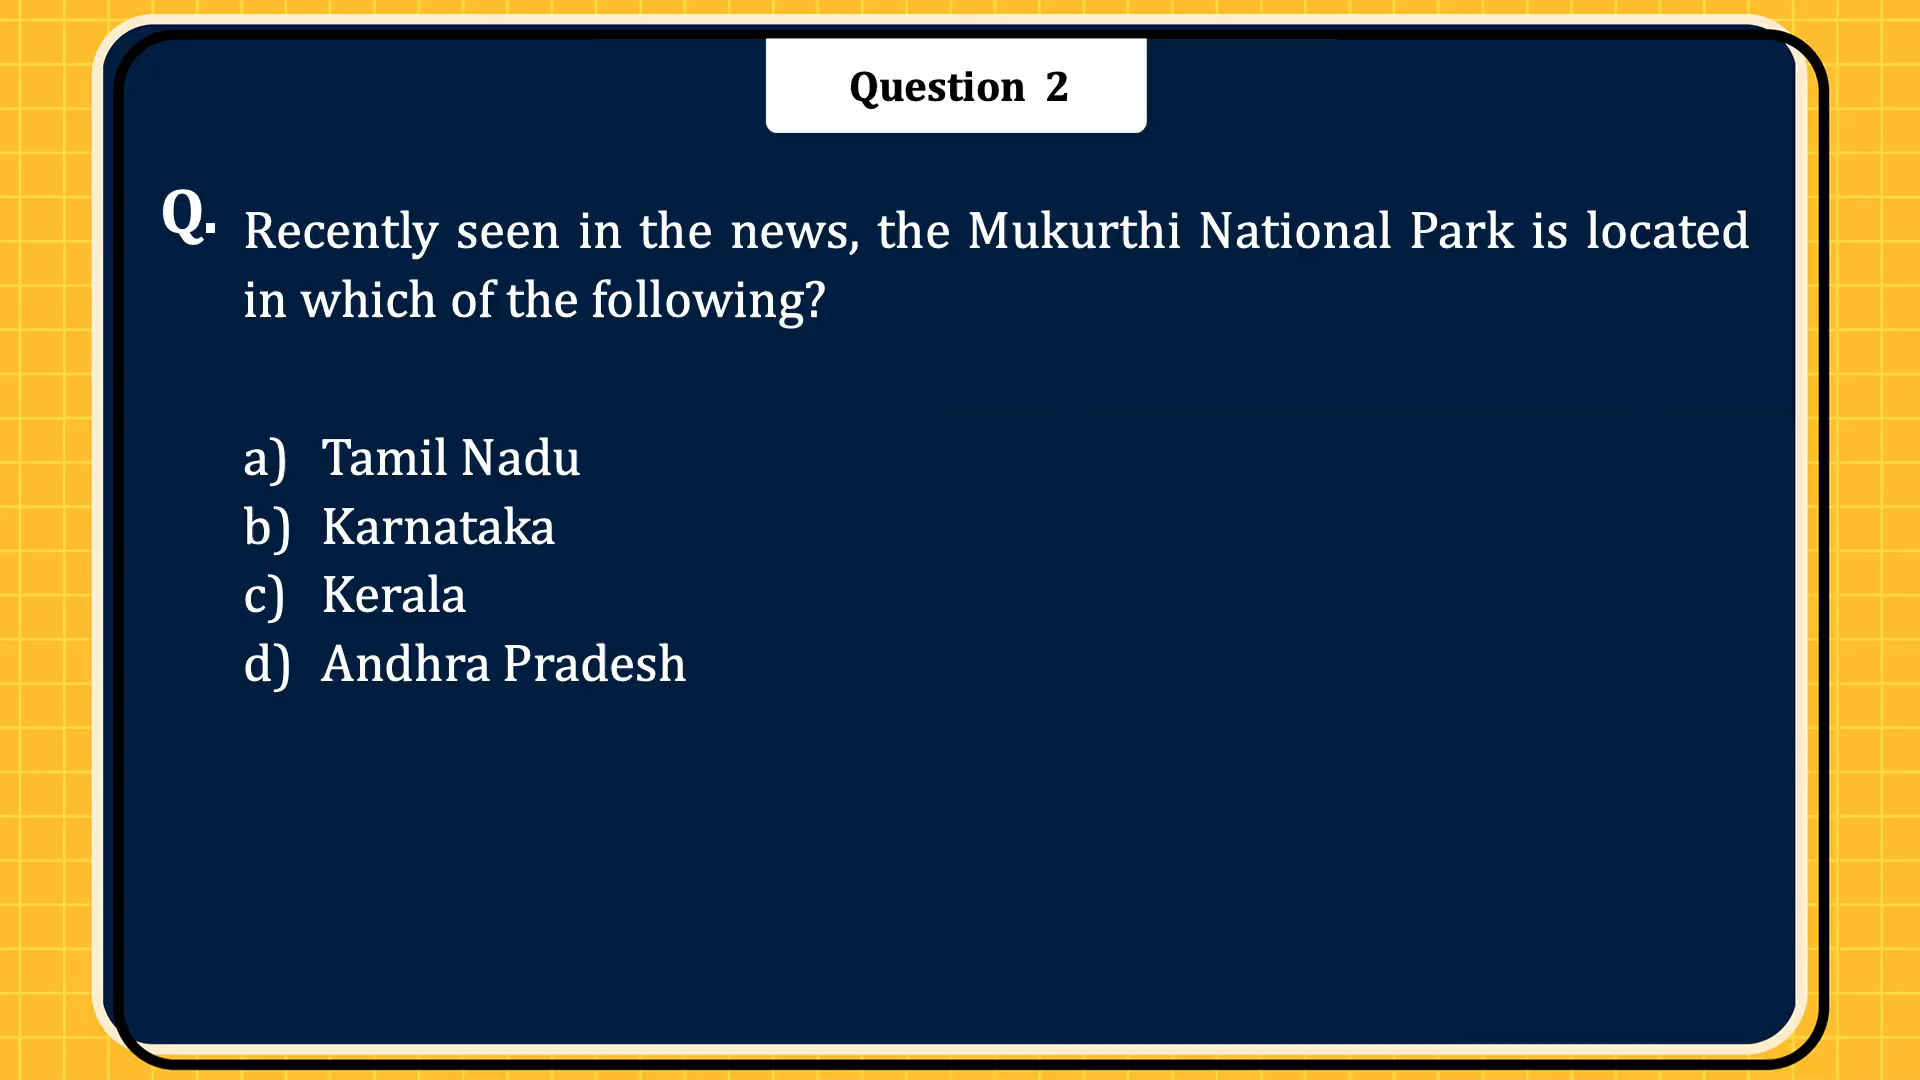 Question 2
Q. Recently seen in the news, the Mukurthi National Park is located
in which of the following?
a) Tamil Nadu
b) Karnataka
c) Kerala
d) Andhra Pradesh